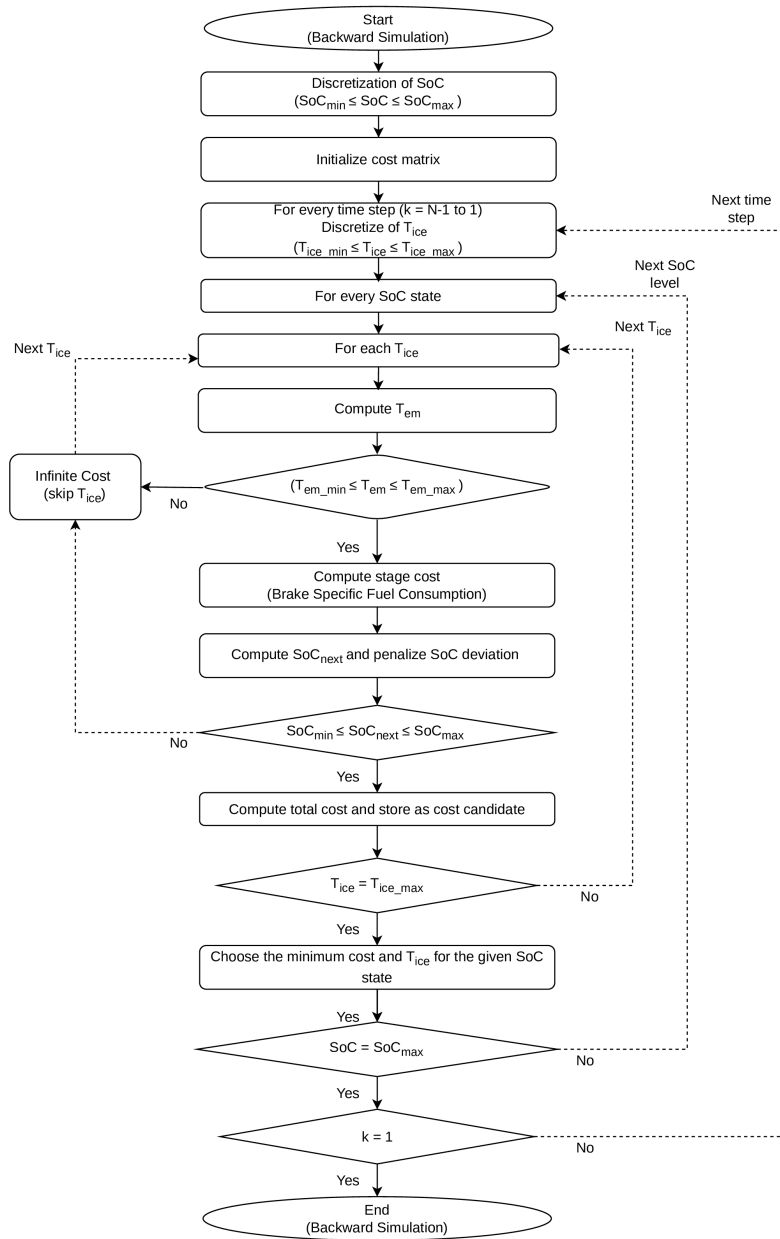 Start
(Backward Simulation)
Discretization of SoC
(SoCmin ≤ SoC ≤ SoCmax )
Initialize cost matrix
Next time
step
For every time step (k = N-1 to 1)
Discretize of Tice
(Tice_min ≤ Tice ≤ Tice_max )
Next SoC
level
For every SoC state
Next Tice
Next Tice
For each Tice
Compute Tem
Infinite Cost
(skip Tice)
(Tem_min ≤ Tem ≤ Tem_max )
No
Yes
Compute stage cost
(Brake Specific Fuel Consumption)
Compute SoCnext and penalize SoC deviation
SoCmin ≤ SoCnext ≤ SoCmax
No
Yes
Compute total cost and store as cost candidate
Tice = Tice_max
No
Yes
Choose the minimum cost and Tice for the given SoC
state
Yes
SoC = SoCmax
No
Yes
k = 1
No
Yes
End
(Backward Simulation)